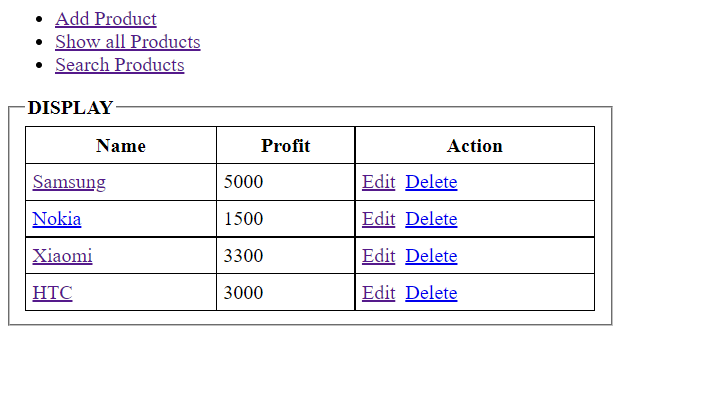 Add Product
Show all Products
Search Products
DISPLAY
Name Profit Action
Samsung 5000 Edit Delete
Nokia 1500 Edit Delete
Xiaomi 3300 Edit Delete
HTC 3000 Edit Delete